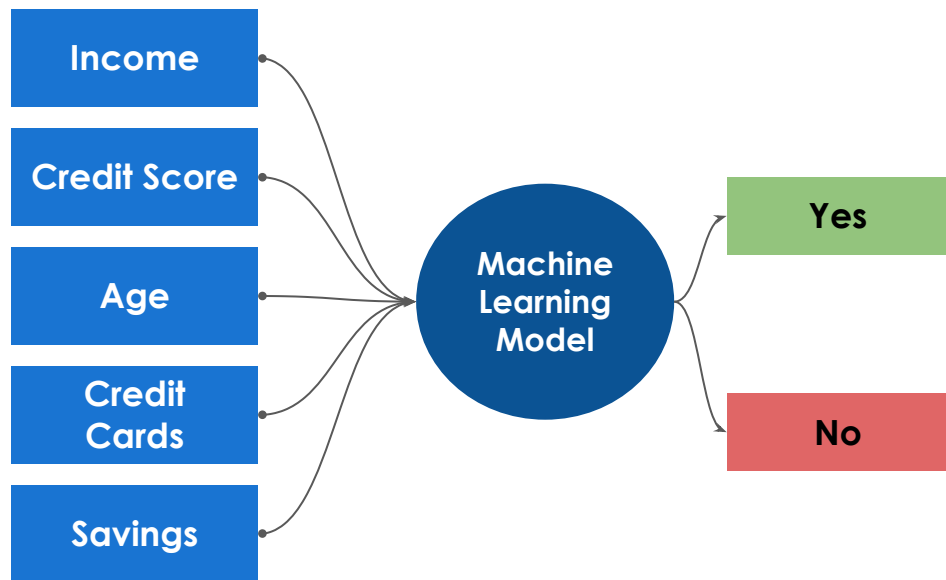 Income
Credit Score
Age
Credit
Cards
Savings
Machine
Learning
Model
Yes
No